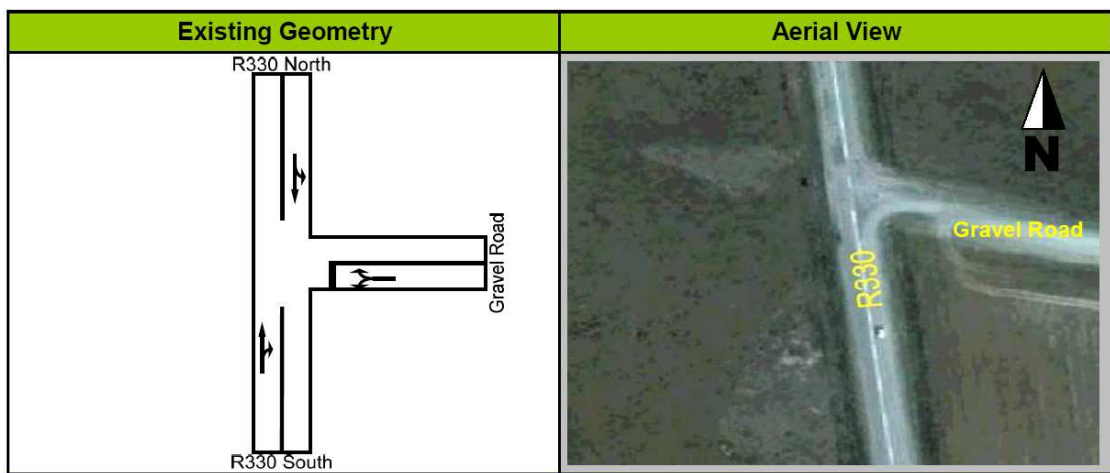 Existing Geometry
Aerial View
R330 North
Gravel Road
R330 South
N
Gravel Road
R330